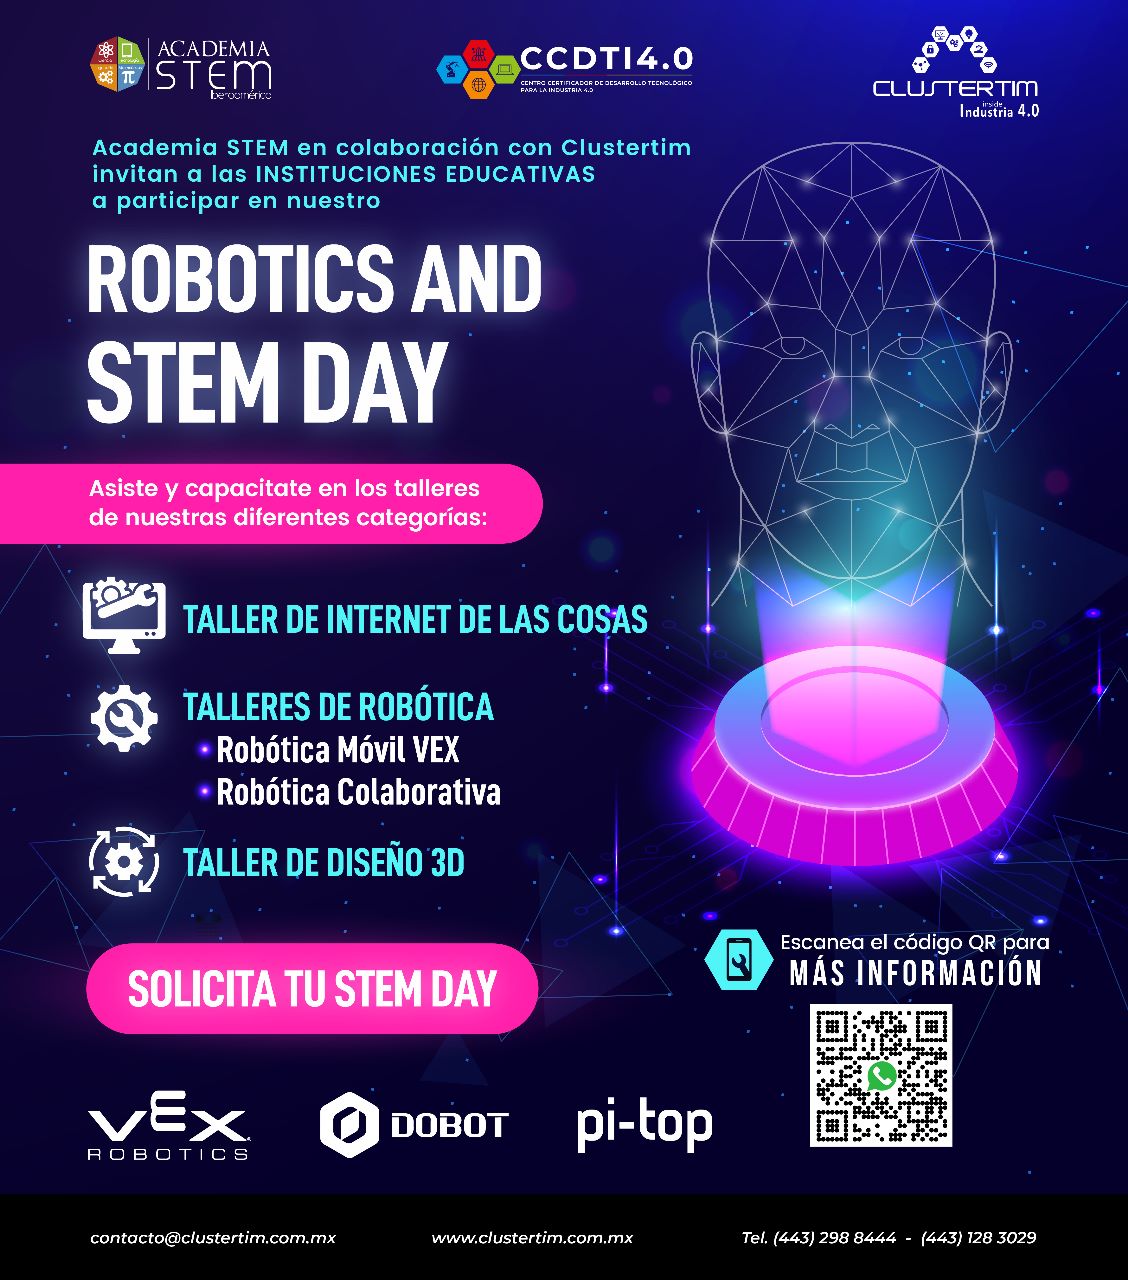 ACADEMIA
STEM
Iberoamérica
CCDTI4.0
CENTRO CERTIFICADOR DE DESARROLLO TECNOLÓGICO
PARA LA INDUSTRIA 4.0
CLUSTERTIM
inside
Industria 4.0
Academia STEM en colaboración con Clustertim
invitan a las INSTITUCIONES EDUCATIVAS
a participar en nuestro
ROBOTICS AND
STEM DAY
Asiste y capacitate en los talleres
de nuestras diferentes categorías:
TALLER DE INTERNET DE LAS COSAS
TALLERES DE ROBÓTICA
Robótica Móvil VEX
Robótica Colaborativa
TALLER DE DISEÑO 3D
SOLICITA TU STEM DAY
Escanea el código QR para
MÁS INFORMACIÓN
VEX
ROBOTICS
DOBOT
pi-top
contacto@clustertim.com.mx
www.clustertim.com.mx
Tel. (443) 298 8444 - (443) 128 3029